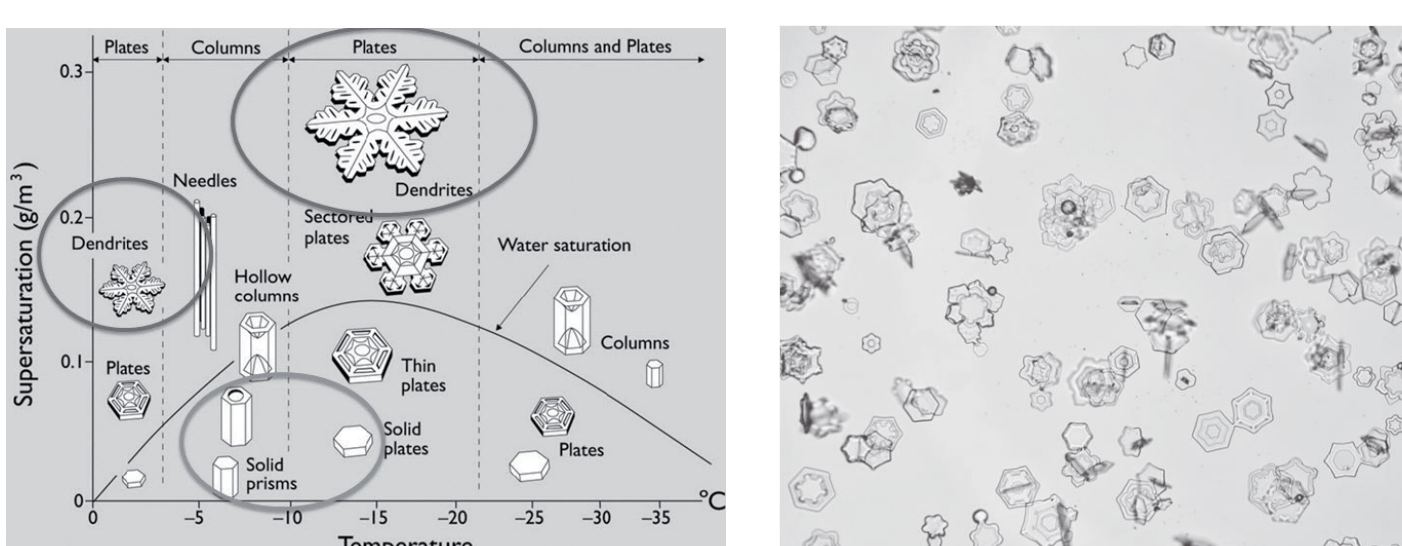 Plates
Columns
Plates
Columns and Plates
0.3
Dendrites
Needles
0.2
Dendrites
Sectored
plates
Water saturation
Hollow
columns
Columns
0.1
Plates
Thin
plates
Solid
plates
Plates
Solid
prisms
0
0
–5
–10
–15
–20
–25
–30
–35
°C
Temperature
Supersaturation (g/m³)